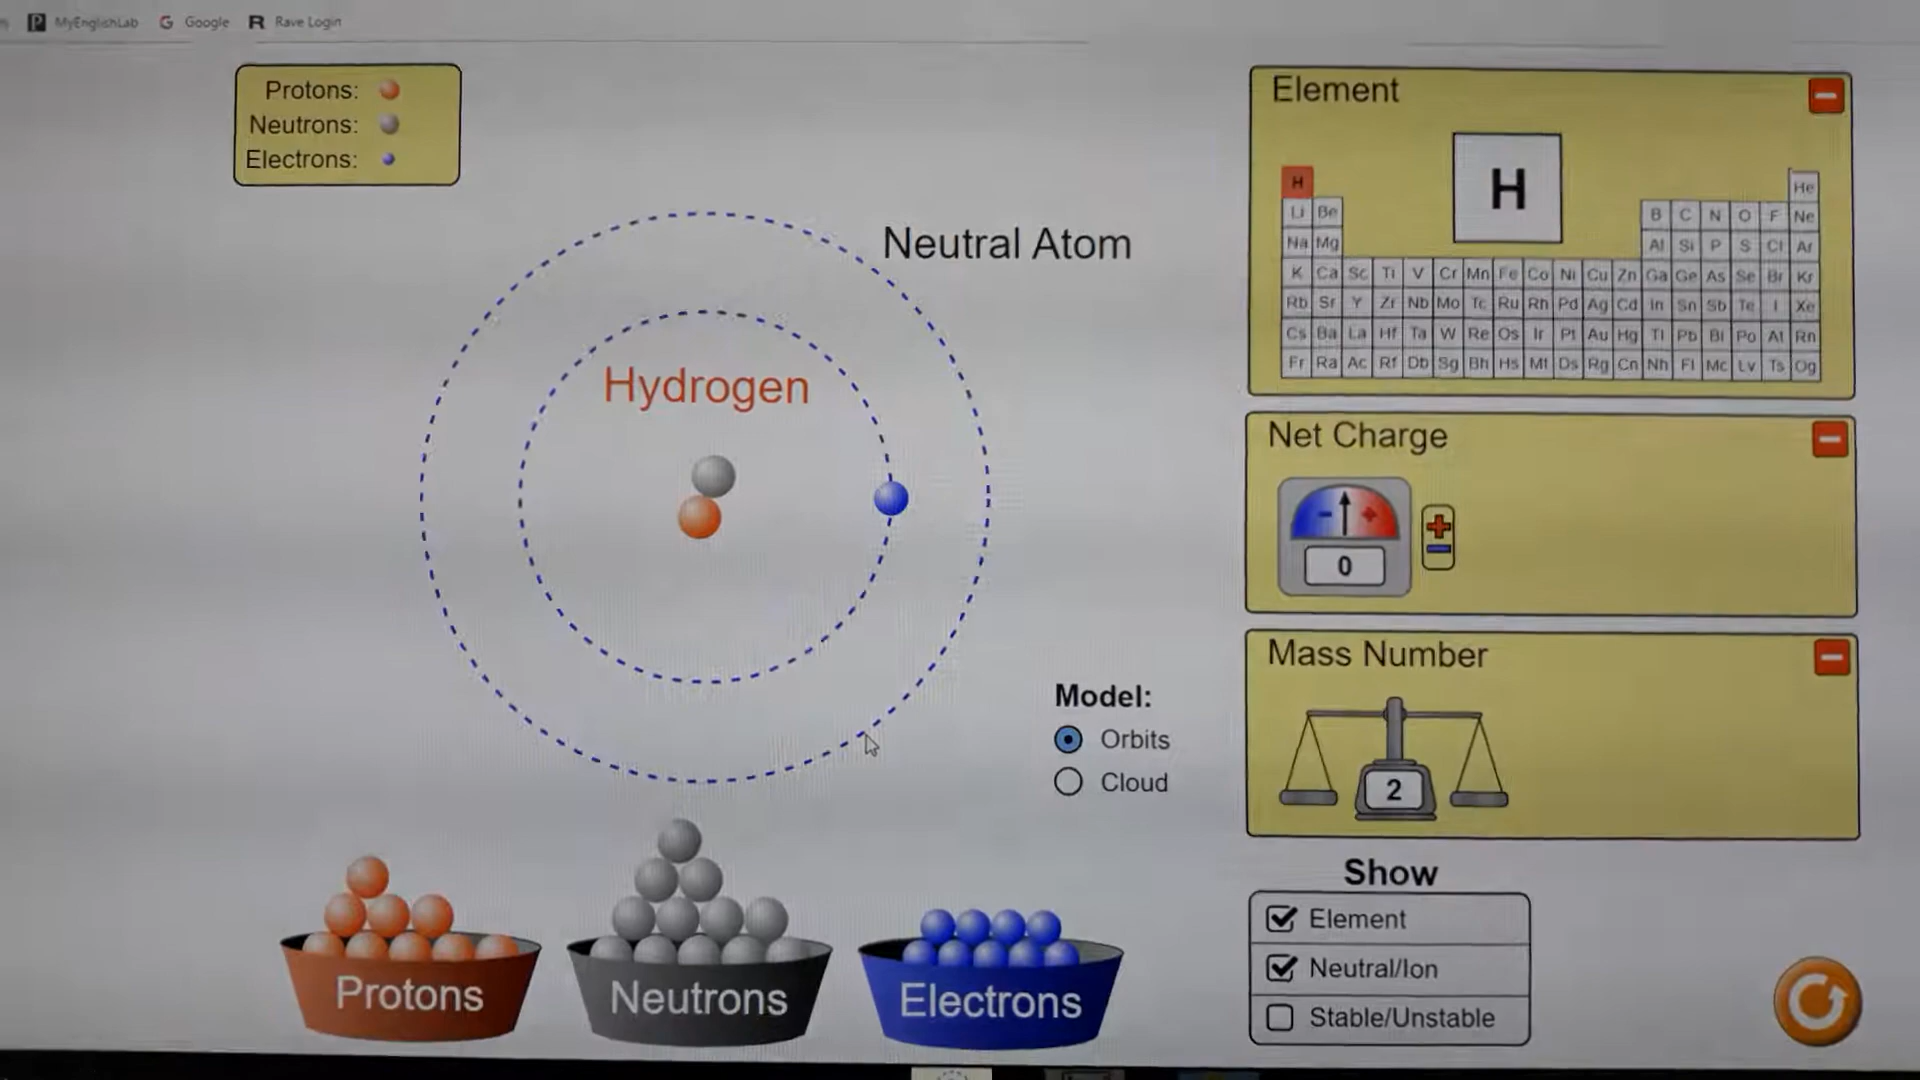 MyEnglishLab Google Rave Login
Protons:
Neutrons:
Electrons:
Neutral Atom
Hydrogen
Model:
Orbits
Cloud
Protons
Neutrons
Electrons
Element
H
H He
Li Be B C N O F Ne
Na Mg Al Si P S Cl Ar
K Ca Sc Ti V Cr Mn Fe Co Ni Cu Zn Ga Ge As Se Br Kr
Rb Sr Y Zr Nb Mo Tc Ru Rh Pd Ag Cd In Sn Sb Te I Xe
Cs Ba La Hf Ta W Re Os Ir Pt Au Hg Tl Pb Bi Po At Rn
Fr Ra Ac Rf Db Sg Bh Hs Mt Ds Rg Cn Nh Fl Mc Lv Ts Og
Net Charge
- +
0
Mass Number
2
Show
Element
Neutral/Ion
Stable/Unstable